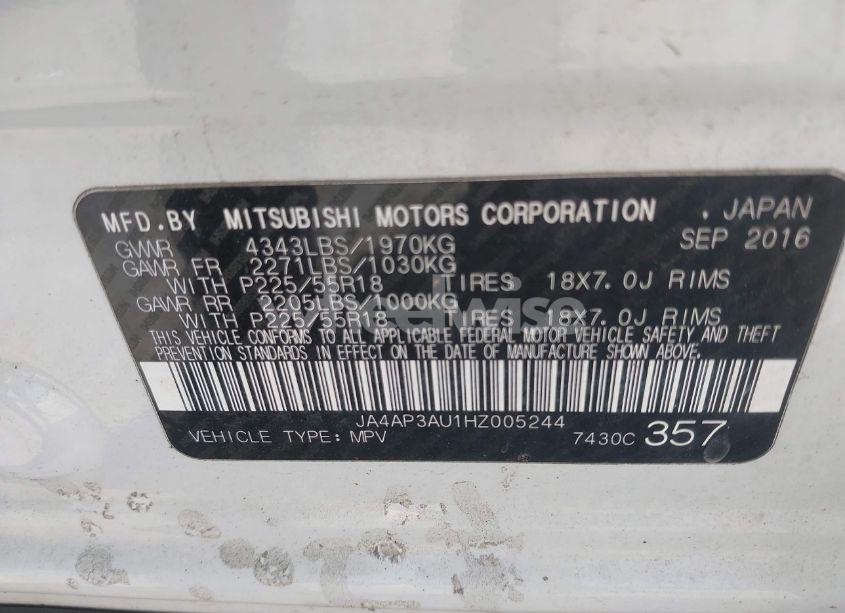 MFD.BY MITSUBISHI MOTORS CORPORATION . JAPAN
GVWR 4343LBS/1970KG SEP 2016
GAWR FR 2271LBS/1030KG
WITH P225/55R18 TIRES 18X7.0J RIMS
GAWR RR 2205LBS/1000KG
WITH P225/55R18 TIRES 18X7.0J RIMS
THIS VEHICLE CONFORMS TO ALL APPLICABLE FEDERAL MOTOR VEHICLE SAFETY AND THEFT
PREVENTION STANDARDS IN EFFECT ON THE DATE OF MANUFACTURE SHOWN ABOVE.
JA4AP3AU1HZ005244
VEHICLE TYPE: MPV 7430C 357